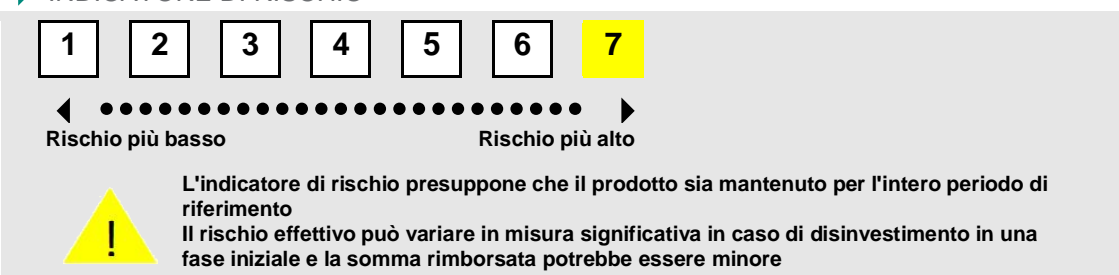 INDICATORE DI RISCHIO
1 2 3 4 5 6 7
Rischio più basso Rischio più alto
L'indicatore di rischio presuppone che il prodotto sia mantenuto per l'intero periodo di
riferimento
Il rischio effettivo può variare in misura significativa in caso di disinvestimento in una
fase iniziale e la somma rimborsata potrebbe essere minore
!